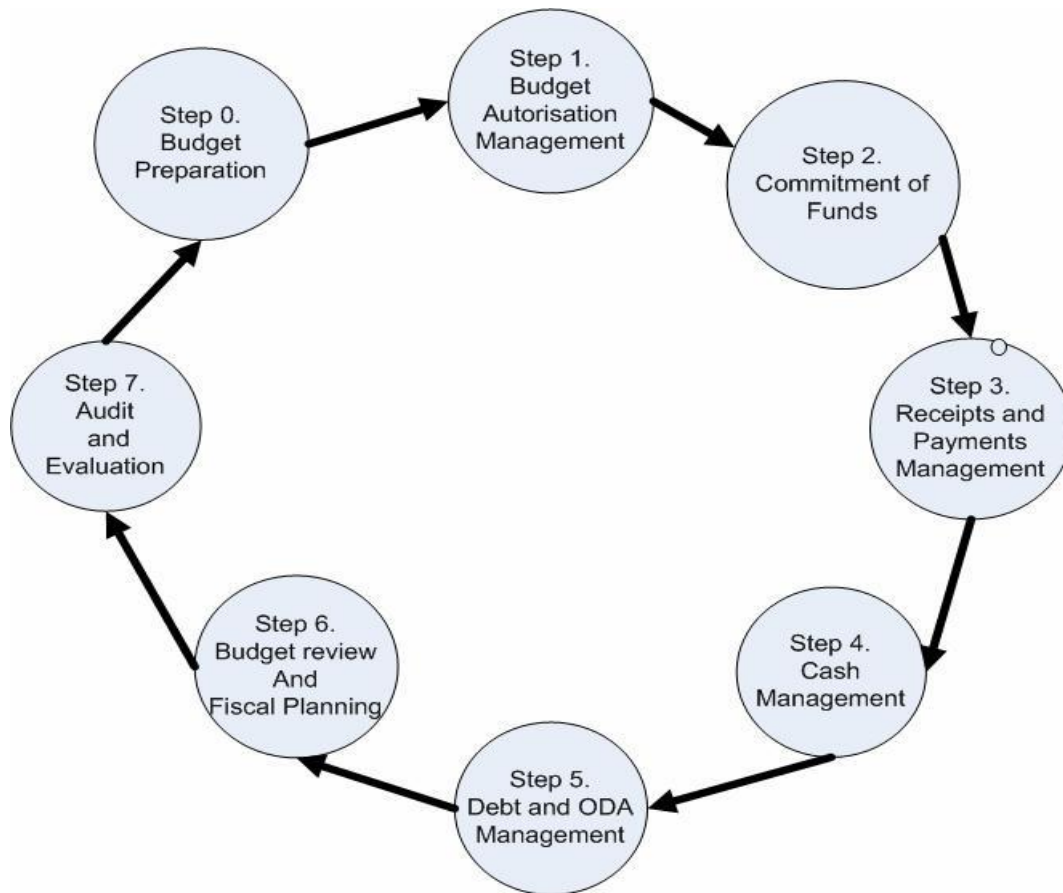 Step 0.
Budget
Preparation
Step 1.
Budget
Autorisation
Management
Step 2.
Commitment of
Funds
Step 3.
Receipts and
Payments
Management
Step 4.
Cash
Management
Step 5.
Debt and ODA
Management
Step 6.
Budget review
And
Fiscal Planning
Step 7.
Audit
and
Evaluation